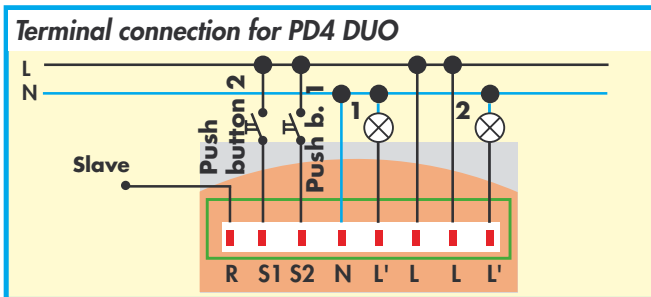 Terminal connection for PD4 DUO
L
N
Push button 2
Push b. 1
1
2
Slave
R S1 S2 N L' L L L'